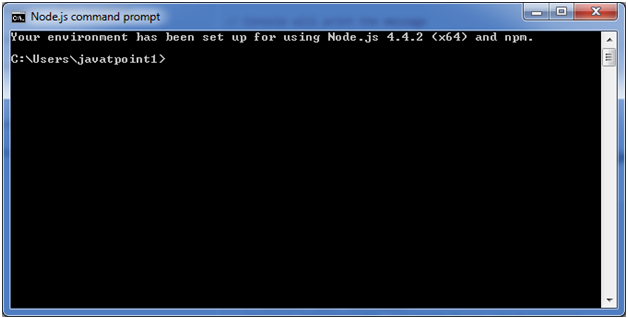 Node.js command prompt
Your environment has been set up for using Node.js 4.4.2 (x64) and npm.
C:\Users\javatpoint1>